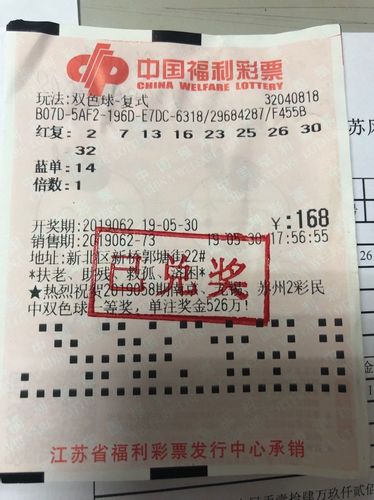 中国福利彩票
CHINA WELFARE LOTTERY
玩法:双色球-复式 32040818
B07D-5AF2-196D-E7DC-6318/29684287/F455B
红复: 2 7 13 16 23 25 26 30
32
蓝单:14
倍数:1
开奖期:2019062 19-05-30 ¥:168
销售期:2019062-73 19-05-30 17:56:55
地址:新北区新桥郭塘街22#
*扶老、助残、救孤、济困*
已兑奖
★热烈祝贺2019058期南京、无锡、苏州2彩民
中双色球一等奖,单注奖金526万!
江苏省福利彩票发行中心承销
苏